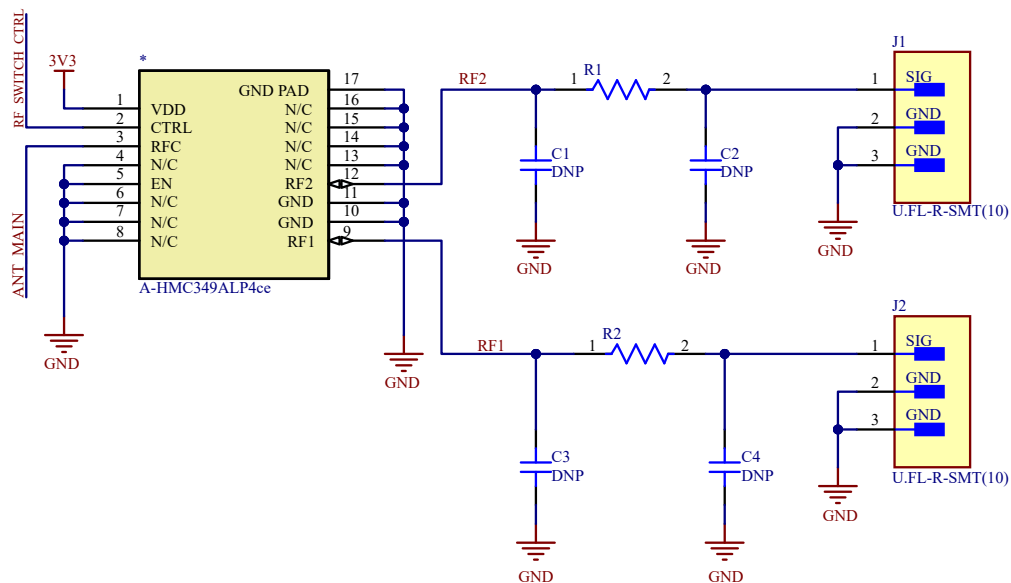 RF SWITCH CTRL
3V3
ANT MAIN
*
1 VDD
2 CTRL
3 RFC
4 N/C
5 EN
6 N/C
7 N/C
8 N/C
GND PAD 17
N/C 16
N/C 15
N/C 14
N/C 13
RF2 12
GND 11
GND 10
RF1 9
A-HMC349ALP4ce
GND
GND
RF2
1 R1 2
C1
DNP
GND
C2
DNP
GND
J1
1 SIG
2 GND
3 GND
U.FL-R-SMT(10)
GND
RF1
1 R2 2
C3
DNP
GND
C4
DNP
GND
J2
1 SIG
2 GND
3 GND
U.FL-R-SMT(10)
GND